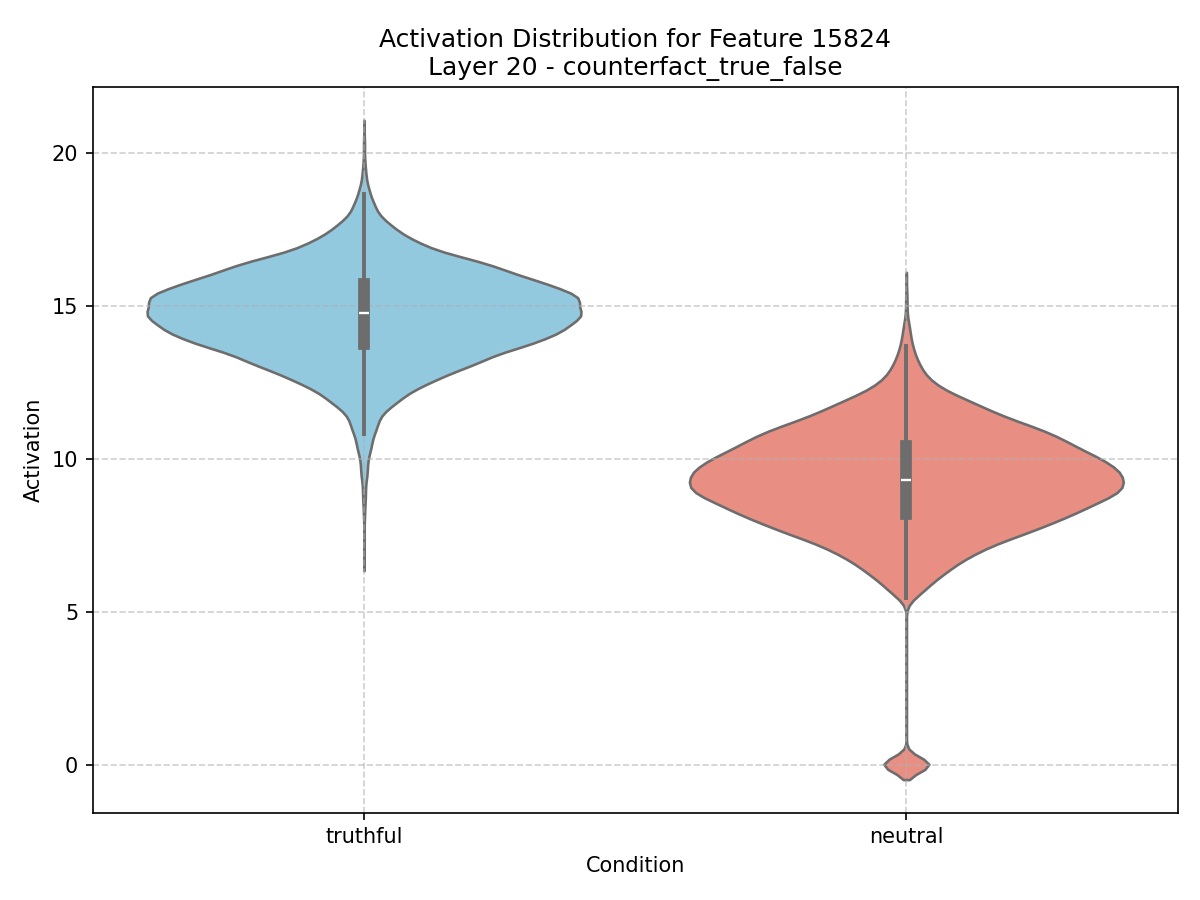 Activation Distribution for Feature 15824
Layer 20 - counterfact_true_false
20
15
10
5
0
Activation
truthful
neutral
Condition